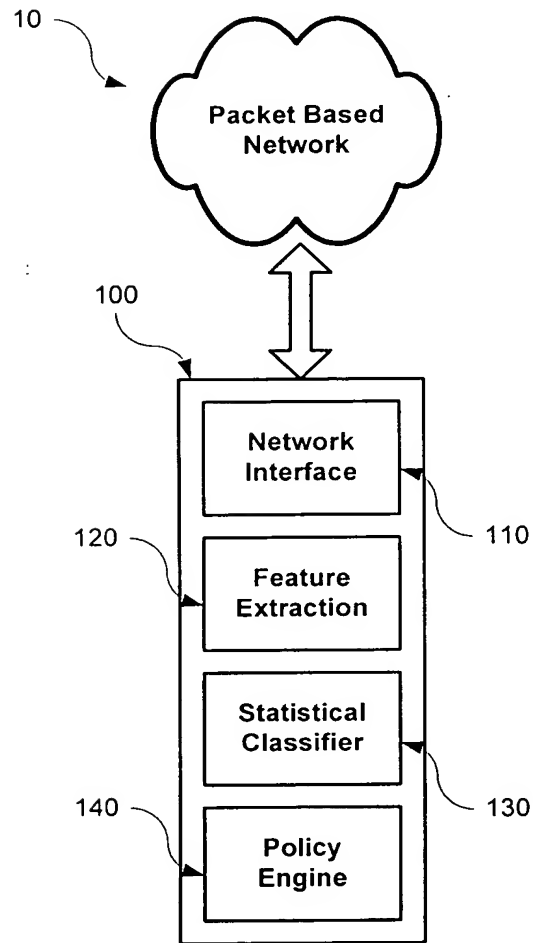 10
Packet Based
Network
100
Network
Interface
110
120
Feature
Extraction
Statistical
Classifier
140
130
Policy
Engine